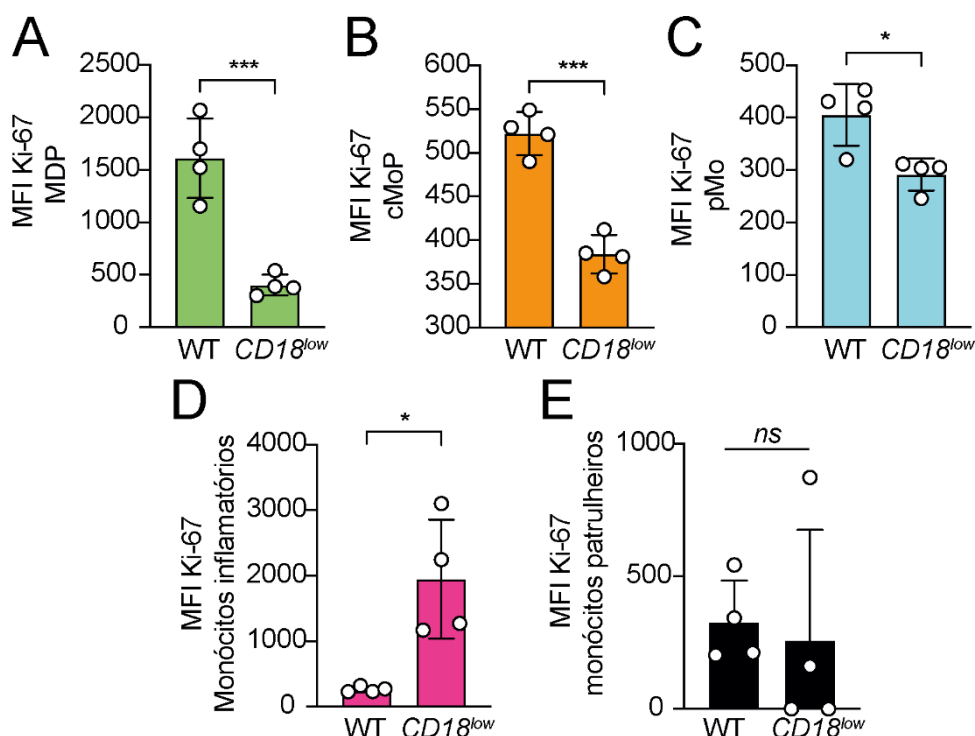 A
MFI Ki-67
MDP
2500
2000
1500
1000
500
0
***
WT CD18low
B
MFI Ki-67
cMoP
600
550
500
450
400
350
300
***
WT CD18low
C
MFI Ki-67
pMo
500
400
300
200
100
0
*
WT CD18low
D
MFI Ki-67
Monócitos inflamatórios
4000
3000
2000
1000
0
*
WT CD18low
E
MFI Ki-67
monócitos patrulheiros
1000
500
0
ns
WT CD18low